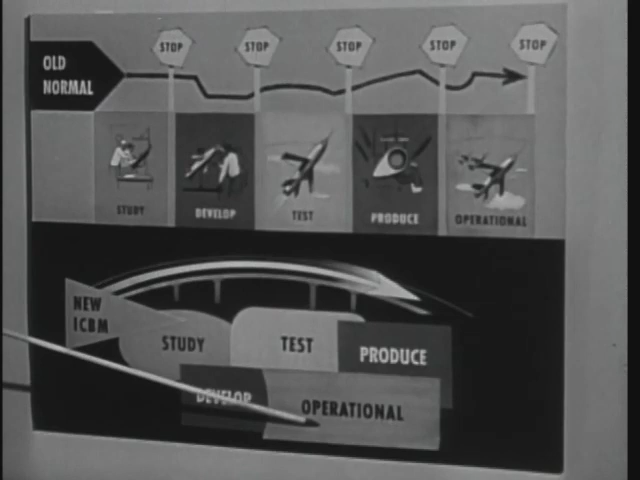 STOP STOP STOP STOP STOP
OLD
NORMAL
STUDY DEVELOP TEST PRODUCE OPERATIONAL
NEW
ICBM
STUDY TEST PRODUCE
DEVELOP OPERATIONAL